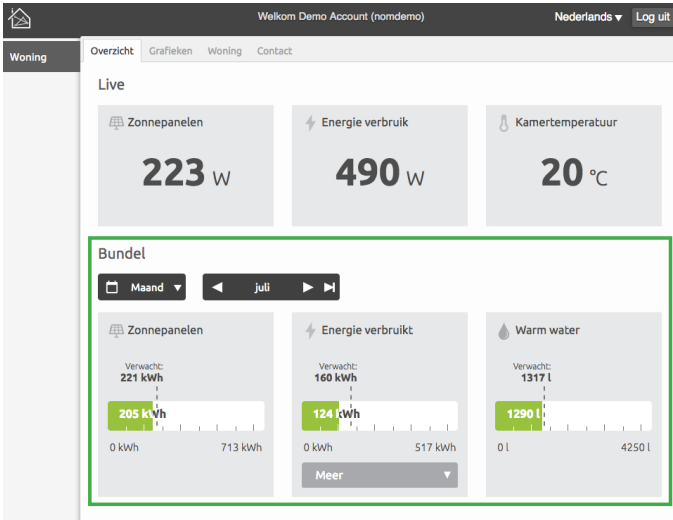 Welkom Demo Account (nomdemo)
Nederlands ▾ Log uit
Woning
Overzicht Grafieken Woning Contact
Live
Zonnepanelen
223 W
Energie verbruik
490 W
Kamertemperatuur
20 °C
Bundel
Maand ▾
juli
Zonnepanelen
Verwacht:
221 kWh
205 kWh
0 kWh 713 kWh
Energie verbruikt
Verwacht:
160 kWh
124 kWh
0 kWh 517 kWh
Meer
Warm water
Verwacht:
1317 l
1290 l
0 l 4250 l